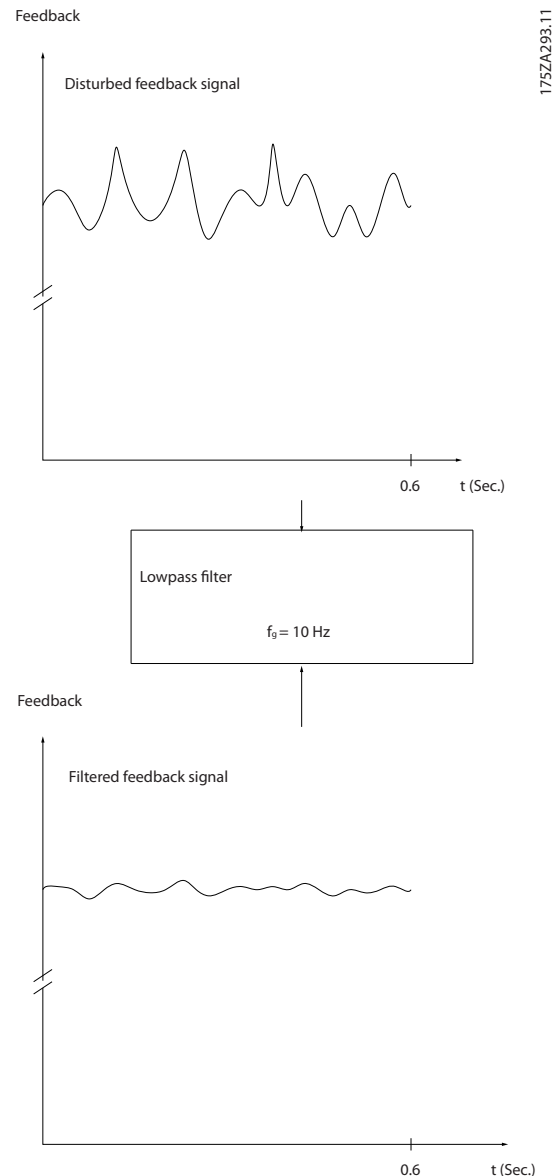 Feedback
175ZA293.11
Disturbed feedback signal
0.6
t (Sec.)
Lowpass filter
fg = 10 Hz
Feedback
Filtered feedback signal
0.6
t (Sec.)